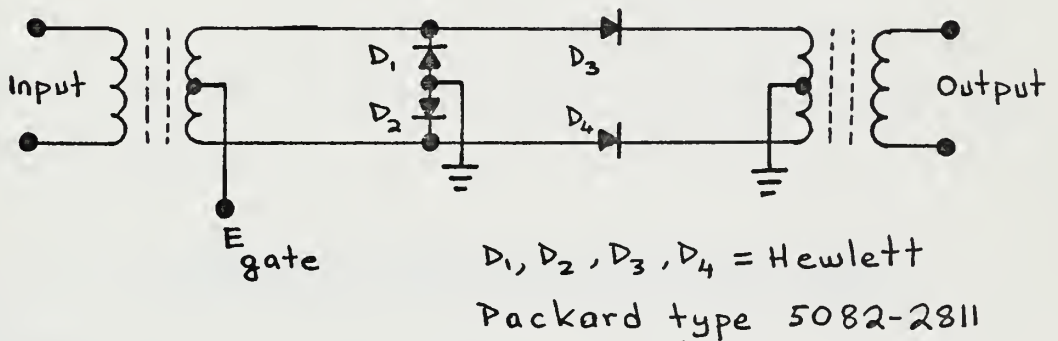 Input
D₁
D₂
D₃
D₄
Output
E gate
D₁, D₂, D₃, D₄ = Hewlett
Packard type 5082-2811